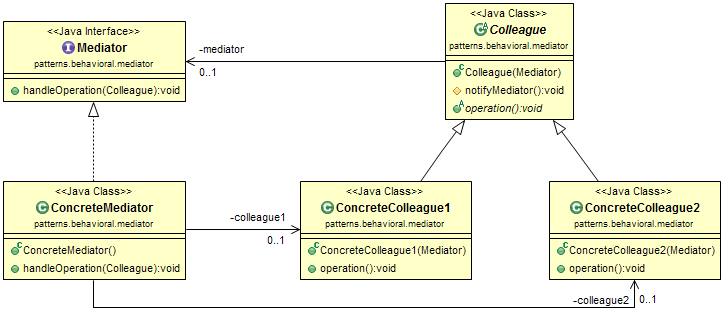 <<Java Interface>>
Mediator
patterns.behavioral.mediator
handleOperation(Colleague):void
-mediator
0..1
<<Java Class>>
Colleague
patterns.behavioral.mediator
Colleague(Mediator)
notifyMediator():void
operation():void
<<Java Class>>
ConcreteMediator
patterns.behavioral.mediator
ConcreteMediator()
handleOperation(Colleague):void
-colleague1
0..1
<<Java Class>>
ConcreteColleague1
patterns.behavioral.mediator
ConcreteColleague1(Mediator)
operation():void
<<Java Class>>
ConcreteColleague2
patterns.behavioral.mediator
ConcreteColleague2(Mediator)
operation():void
-colleague2
0..1